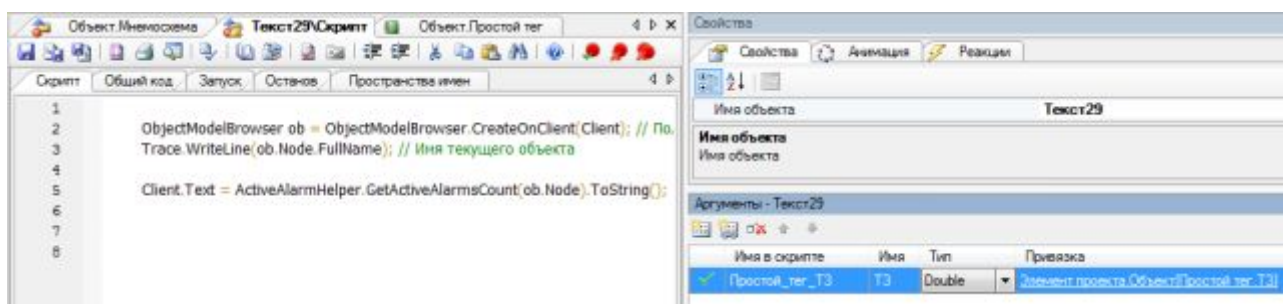 Объект.Мнемосхема
Текст29\Скрипт
Объект.Простой тег
Скрипт
Общий код
Запуск
Останов
Пространства имен
1
2 ObjectModelBrowser ob = ObjectModelBrowser.CreateOnClient(Client); // По.
3 Trace.WriteLine(ob.Node.FullName); // Имя текущего объекта
4
5 Client.Text = ActiveAlarmHelper.GetActiveAlarmsCount(ob.Node).ToString();
6
7
8
Свойства
Свойства
Анимация
Реакции
Имя объекта Текст29
Имя объекта
Имя объекта
Аргументы - Текст29
Имя в скрипте Имя Тип Привязка
Простой_тег_T3 T3 Double Элемент проекта.Объект(Простой тег.T3)